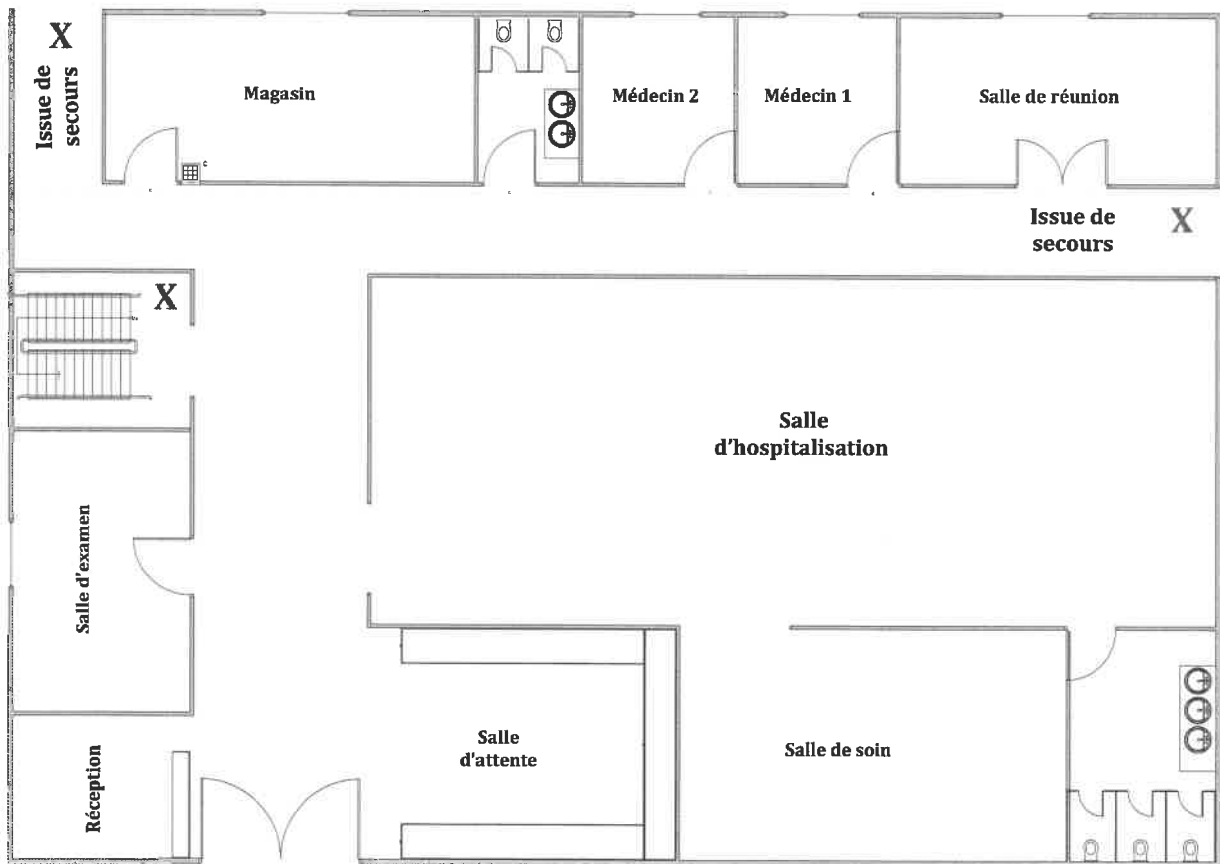 X
Issue de
secours
Magasin
Médecin 2
Médecin 1
Salle de réunion
Issue de
secours
X
X
Salle
d'hospitalisation
Salle d'examen
Réception
Salle
d'attente
Salle de soin